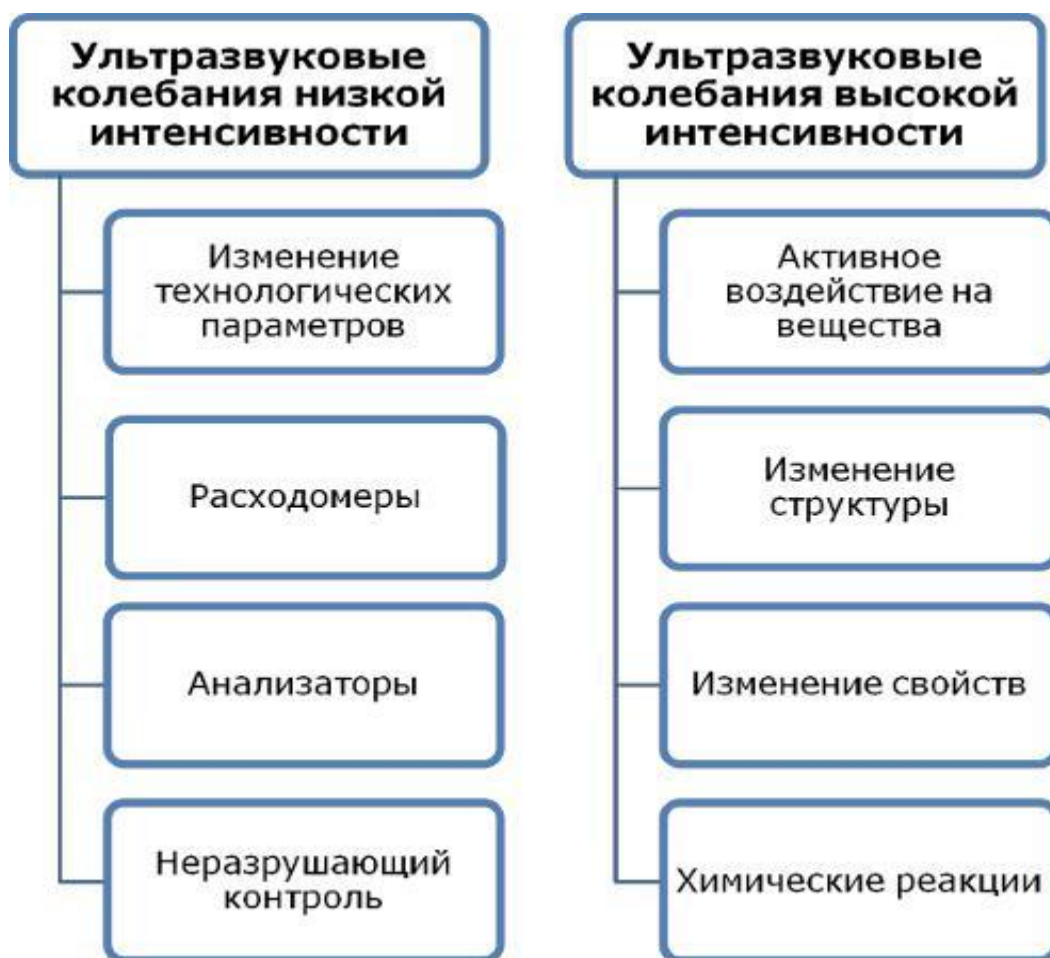 Ультразвуковые
колебания низкой
интенсивности
Изменение
технологических
параметров
Расходомеры
Анализаторы
Неразрушающий
контроль
Ультразвуковые
колебания высокой
интенсивности
Активное
воздействие на
вещества
Изменение
структуры
Изменение свойств
Химические реакции